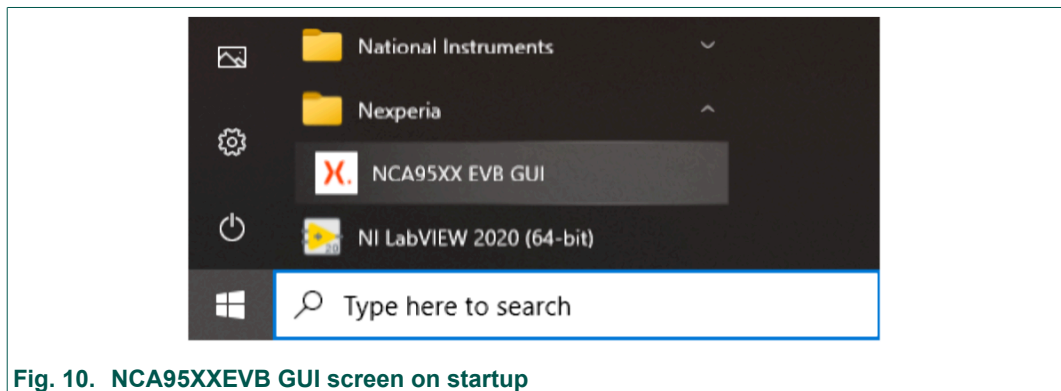 National Instruments
Nexperia
NCA95XX EVB GUI
NI LabVIEW 2020 (64-bit)
Type here to search
Fig. 10. NCA95XXEVB GUI screen on startup